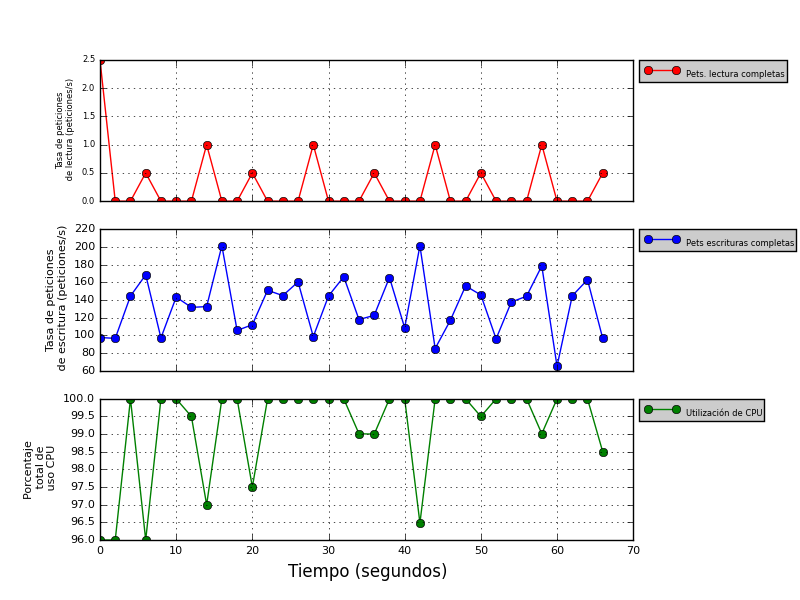 2.5
2.0
1.5
1.0
0.5
0.0
Tasa de peticiones
de lectura (peticiones/s)
Pets. lectura completas
220
200
180
160
140
120
100
80
60
Tasa de peticiones
de escritura (peticiones/s)
Pets escrituras completas
100.0
99.5
99.0
98.5
98.0
97.5
97.0
96.5
96.0
Porcentaje
total de
uso CPU
Utilización de CPU
0 10 20 30 40 50 60 70
Tiempo (segundos)